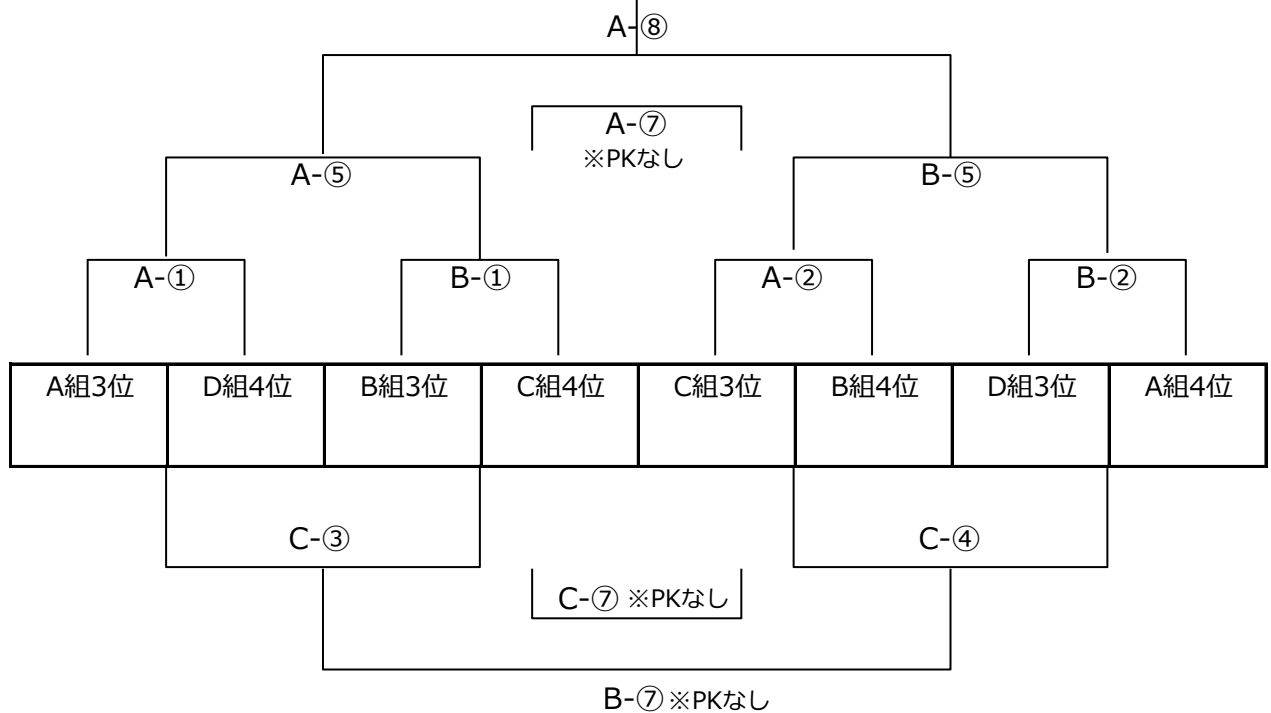 A-⑧
A-⑦
※PKなし
A-⑤
B-⑤
A-①
B-①
A-②
B-②
A組3位
D組4位
B組3位
C組4位
C組3位
B組4位
D組3位
A組4位
C-③
C-④
C-⑦ ※PKなし
B-⑦ ※PKなし